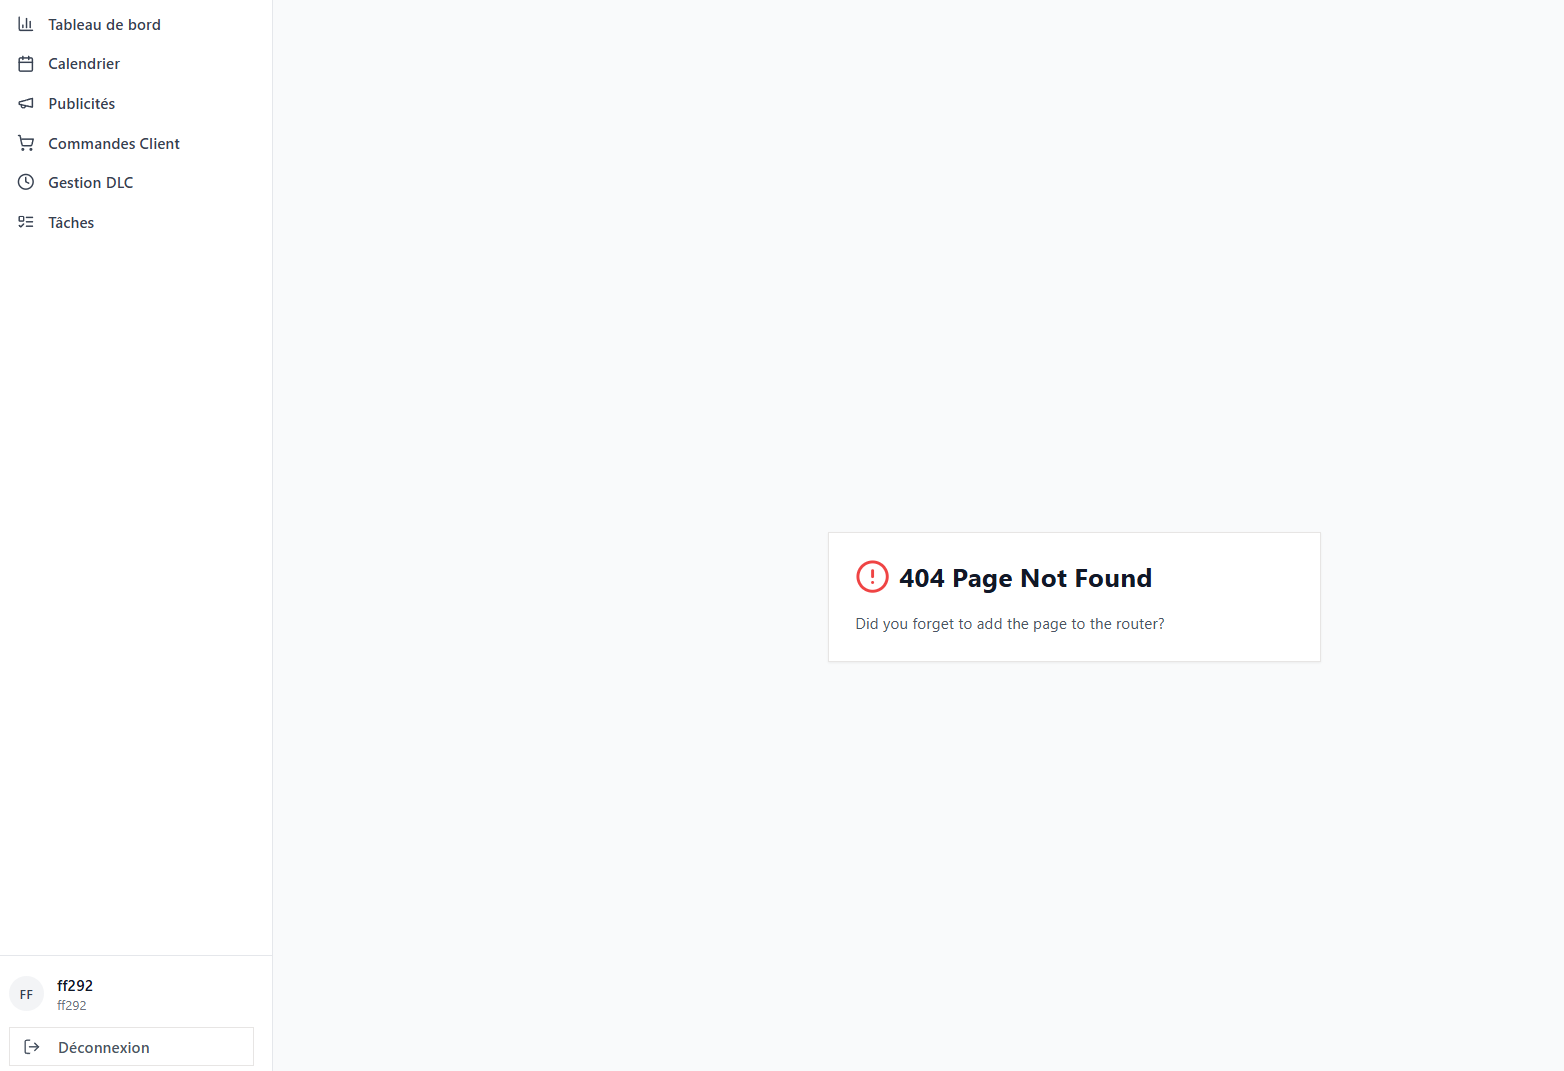 Tableau de bord
Calendrier
Publicités
Commandes Client
Gestion DLC
Tâches
404 Page Not Found
Did you forget to add the page to the router?
FF
ff292
ff292
Déconnexion